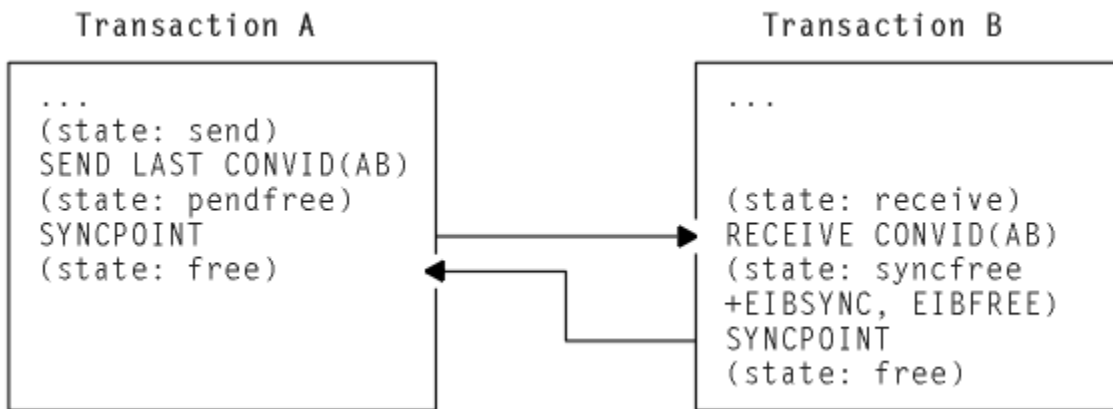 Transaction A
Transaction B
...
(state: send)
SEND LAST CONVID(AB)
(state: pendfree)
SYNCPOINT
(state: free)
...
(state: receive)
RECEIVE CONVID(AB)
(state: syncfree
+EIBSYNC, EIBFREE)
SYNCPOINT
(state: free)